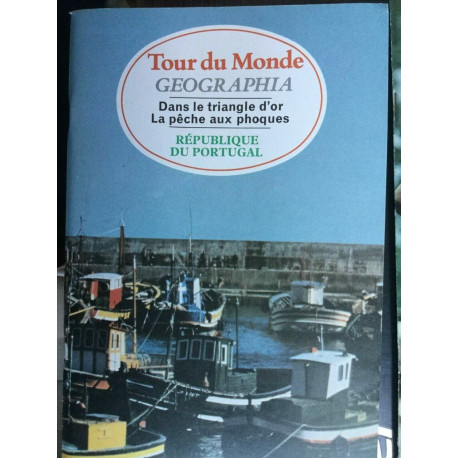 Tour du Monde
GEOGRAPHIA
Dans le triangle d'or
La pêche aux phoques
RÉPUBLIQUE
DU PORTUGAL